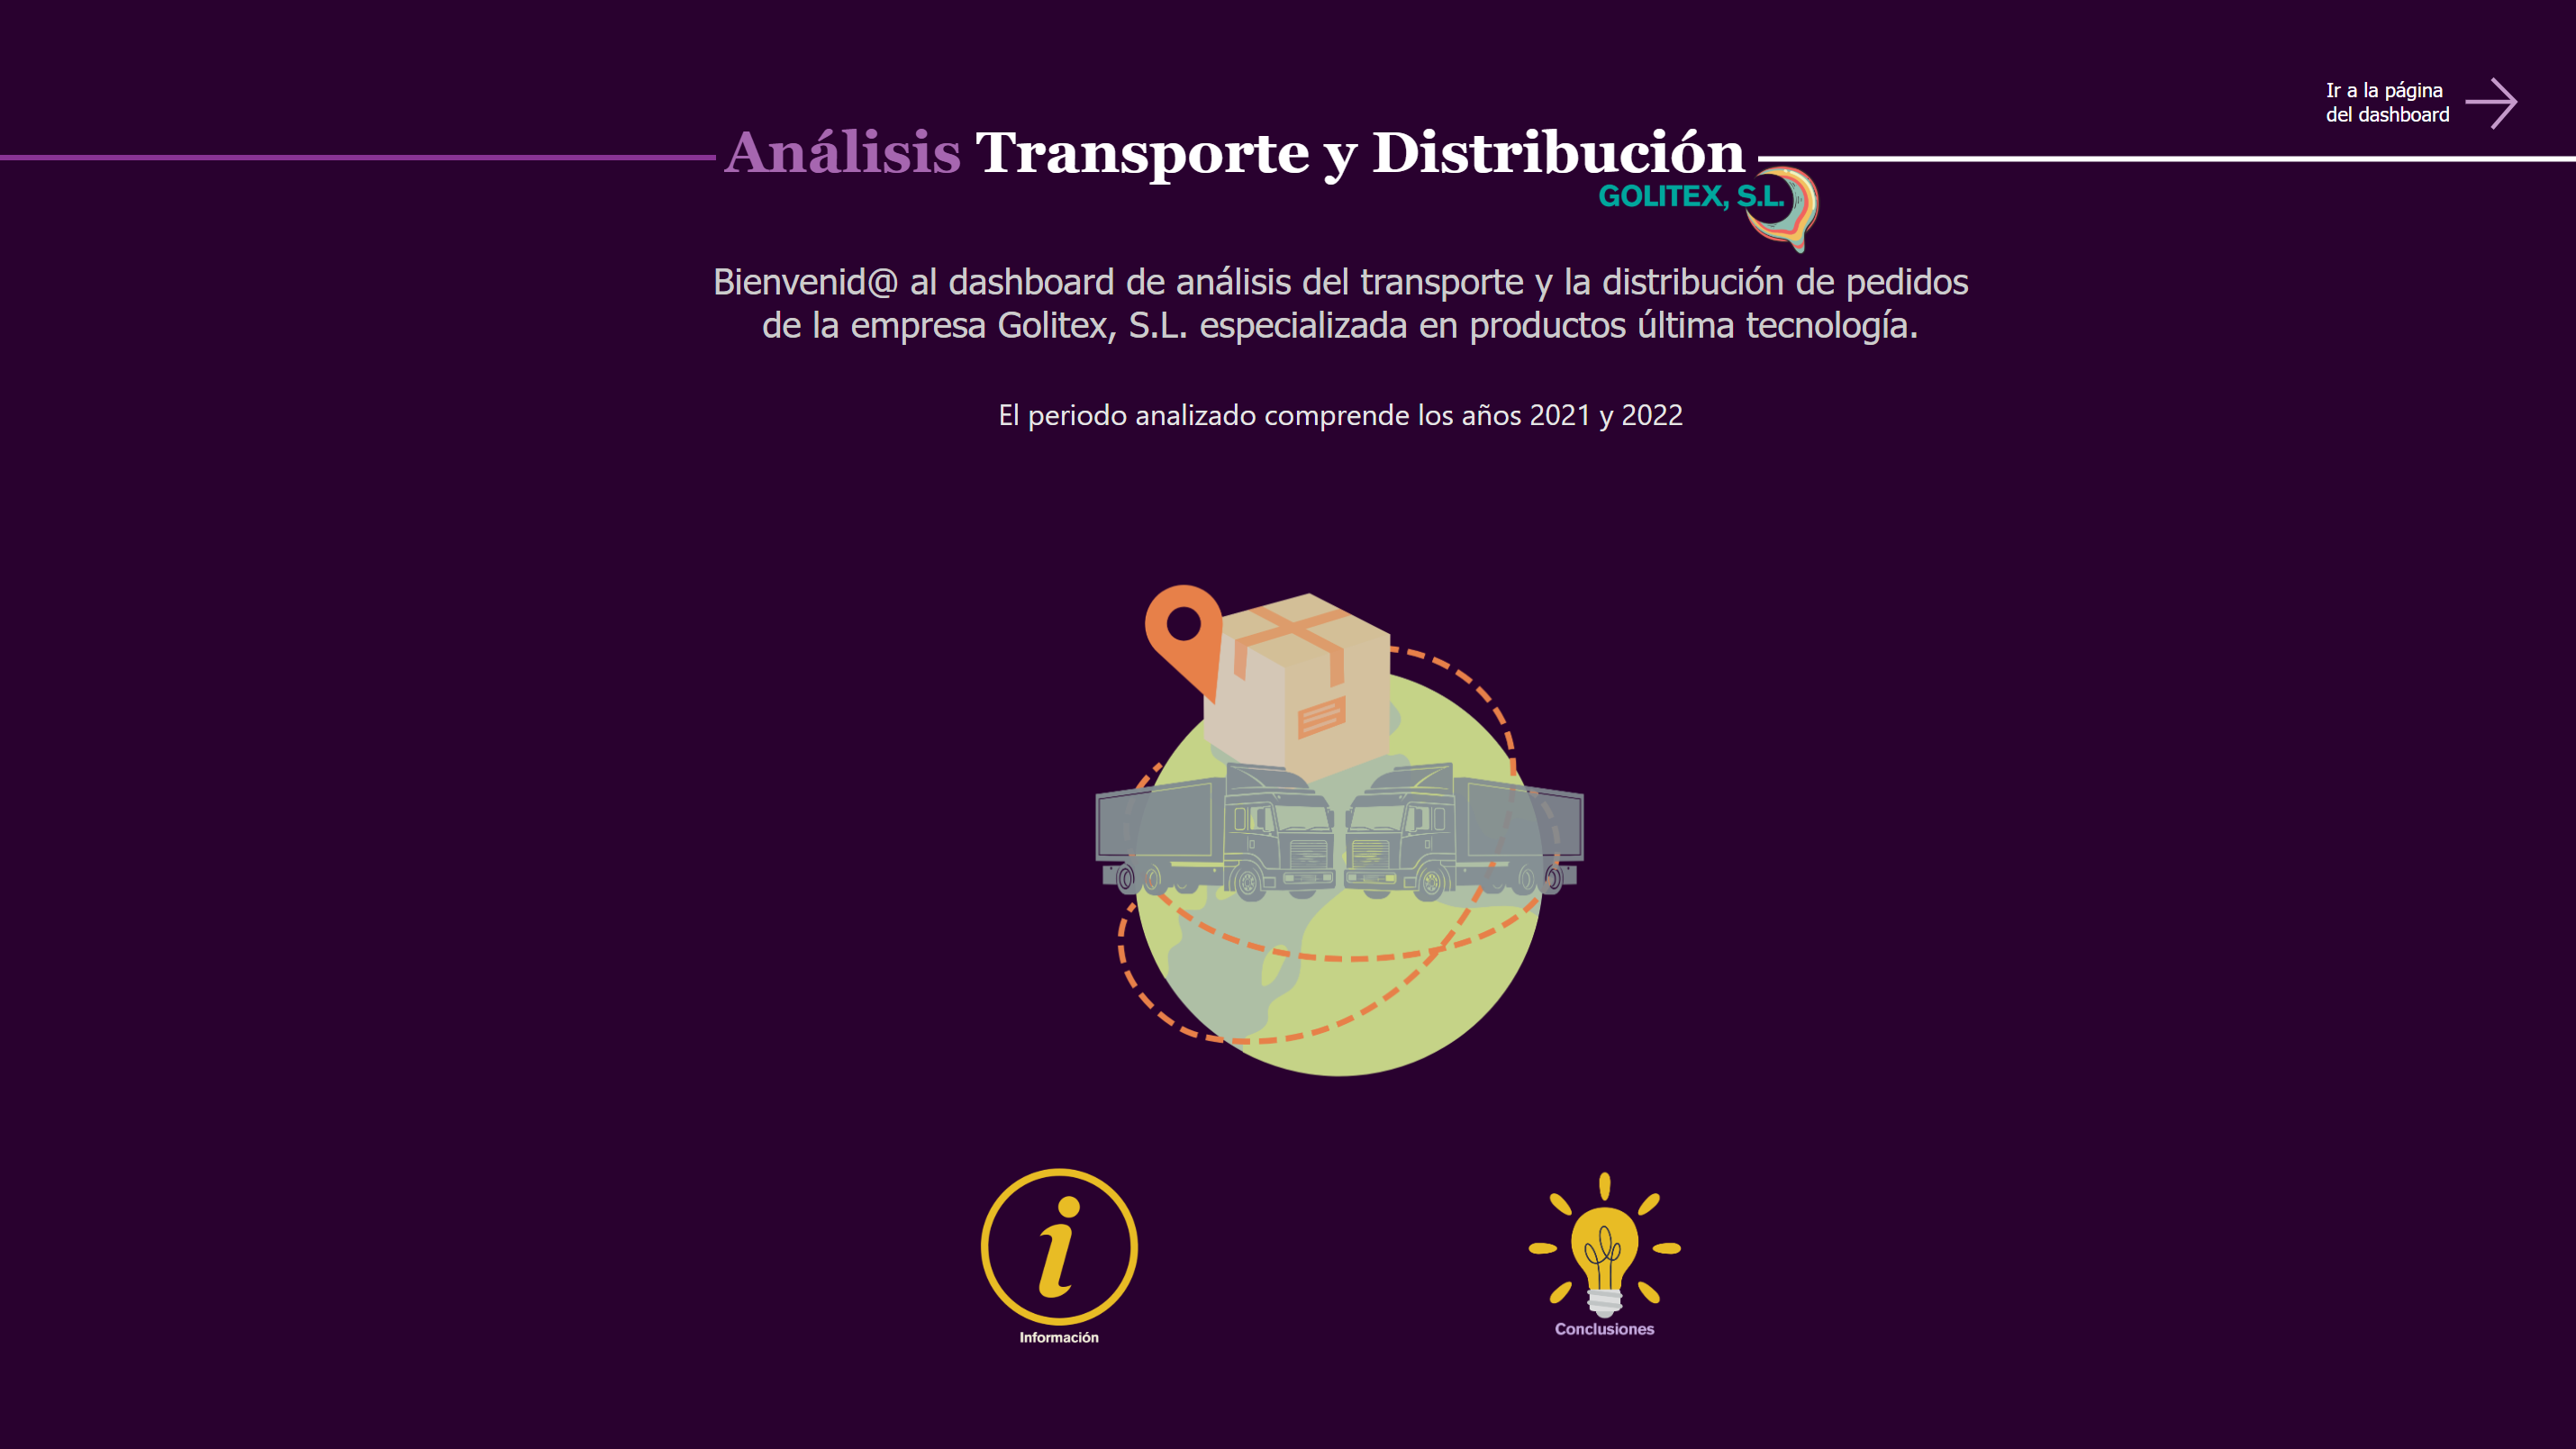 Ir a la página
del dashboard
Análisis Transporte y Distribución
GOLITEX, S.L.
Bienvenid@ al dashboard de análisis del transporte y la distribución de pedidos
de la empresa Golitex, S.L. especializada en productos última tecnología.
El periodo analizado comprende los años 2021 y 2022
Información
Conclusiones